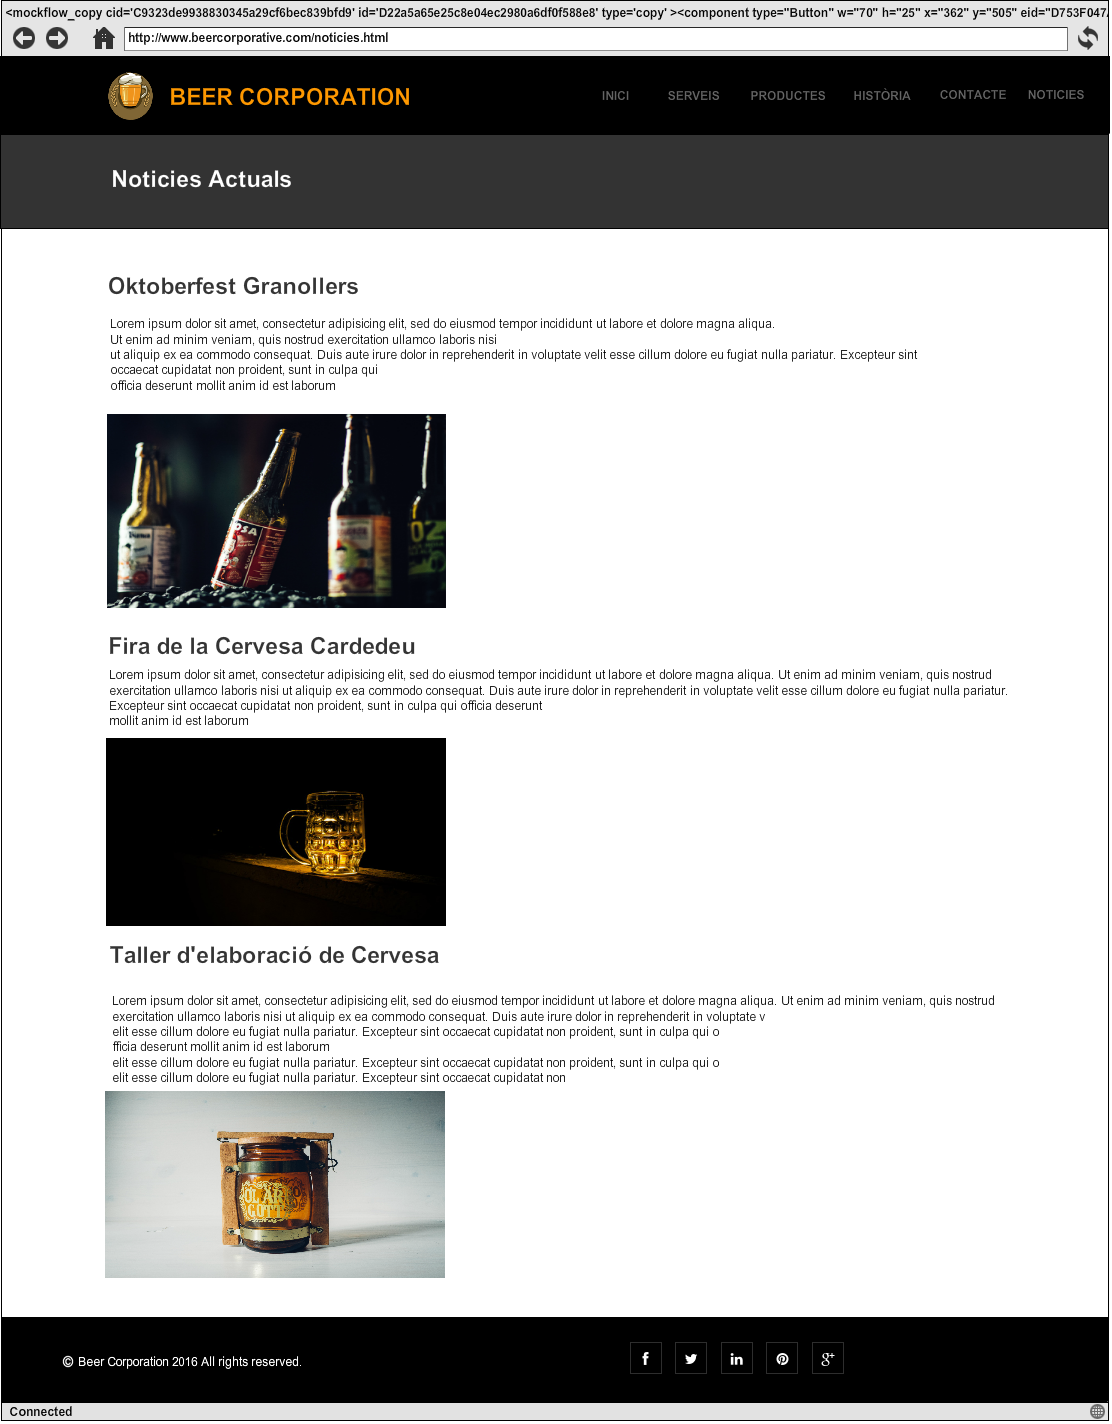 <mockflow_copy cid='C9323de9938830345a29cf6bec839bfd9' id='D22a5a65e25c8e04ec2980a6df0f588e8' type='copy' ><component type="Button" w="70" h="25" x="362" y="505" eid="D753F047
http://www.beercorporative.com/noticies.html
BEER CORPORATION
INICI
SERVEIS
PRODUCTES
HISTÒRIA
CONTACTE
NOTICIES
Noticies Actuals
Oktoberfest Granollers
Lorem ipsum dolor sit amet, consectetur adipisicing elit, sed do eiusmod tempor incididunt ut labore et dolore magna aliqua.
Ut enim ad minim veniam, quis nostrud exercitation ullamco laboris nisi
ut aliquip ex ea commodo consequat. Duis aute irure dolor in reprehenderit in voluptate velit esse cillum dolore eu fugiat nulla pariatur. Excepteur sint
occaecat cupidatat non proident, sunt in culpa qui
officia deserunt mollit anim id est laborum
OSA
Fira de la Cervesa Cardedeu
Lorem ipsum dolor sit amet, consectetur adipisicing elit, sed do eiusmod tempor incididunt ut labore et dolore magna aliqua. Ut enim ad minim veniam, quis nostrud
exercitation ullamco laboris nisi ut aliquip ex ea commodo consequat. Duis aute irure dolor in reprehenderit in voluptate velit esse cillum dolore eu fugiat nulla pariatur.
Excepteur sint occaecat cupidatat non proident, sunt in culpa qui officia deserunt
mollit anim id est laborum
Taller d'elaboració de Cervesa
Lorem ipsum dolor sit amet, consectetur adipisicing elit, sed do eiusmod tempor incididunt ut labore et dolore magna aliqua. Ut enim ad minim veniam, quis nostrud
exercitation ullamco laboris nisi ut aliquip ex ea commodo consequat. Duis aute irure dolor in reprehenderit in voluptate v
elit esse cillum dolore eu fugiat nulla pariatur. Excepteur sint occaecat cupidatat non proident, sunt in culpa qui o
fficia deserunt mollit anim id est laborum
elit esse cillum dolore eu fugiat nulla pariatur. Excepteur sint occaecat cupidatat non proident, sunt in culpa qui o
elit esse cillum dolore eu fugiat nulla pariatur. Excepteur sint occaecat cupidatat non
ÖL ÄR
GOTT
© Beer Corporation 2016 All rights reserved.
Connected